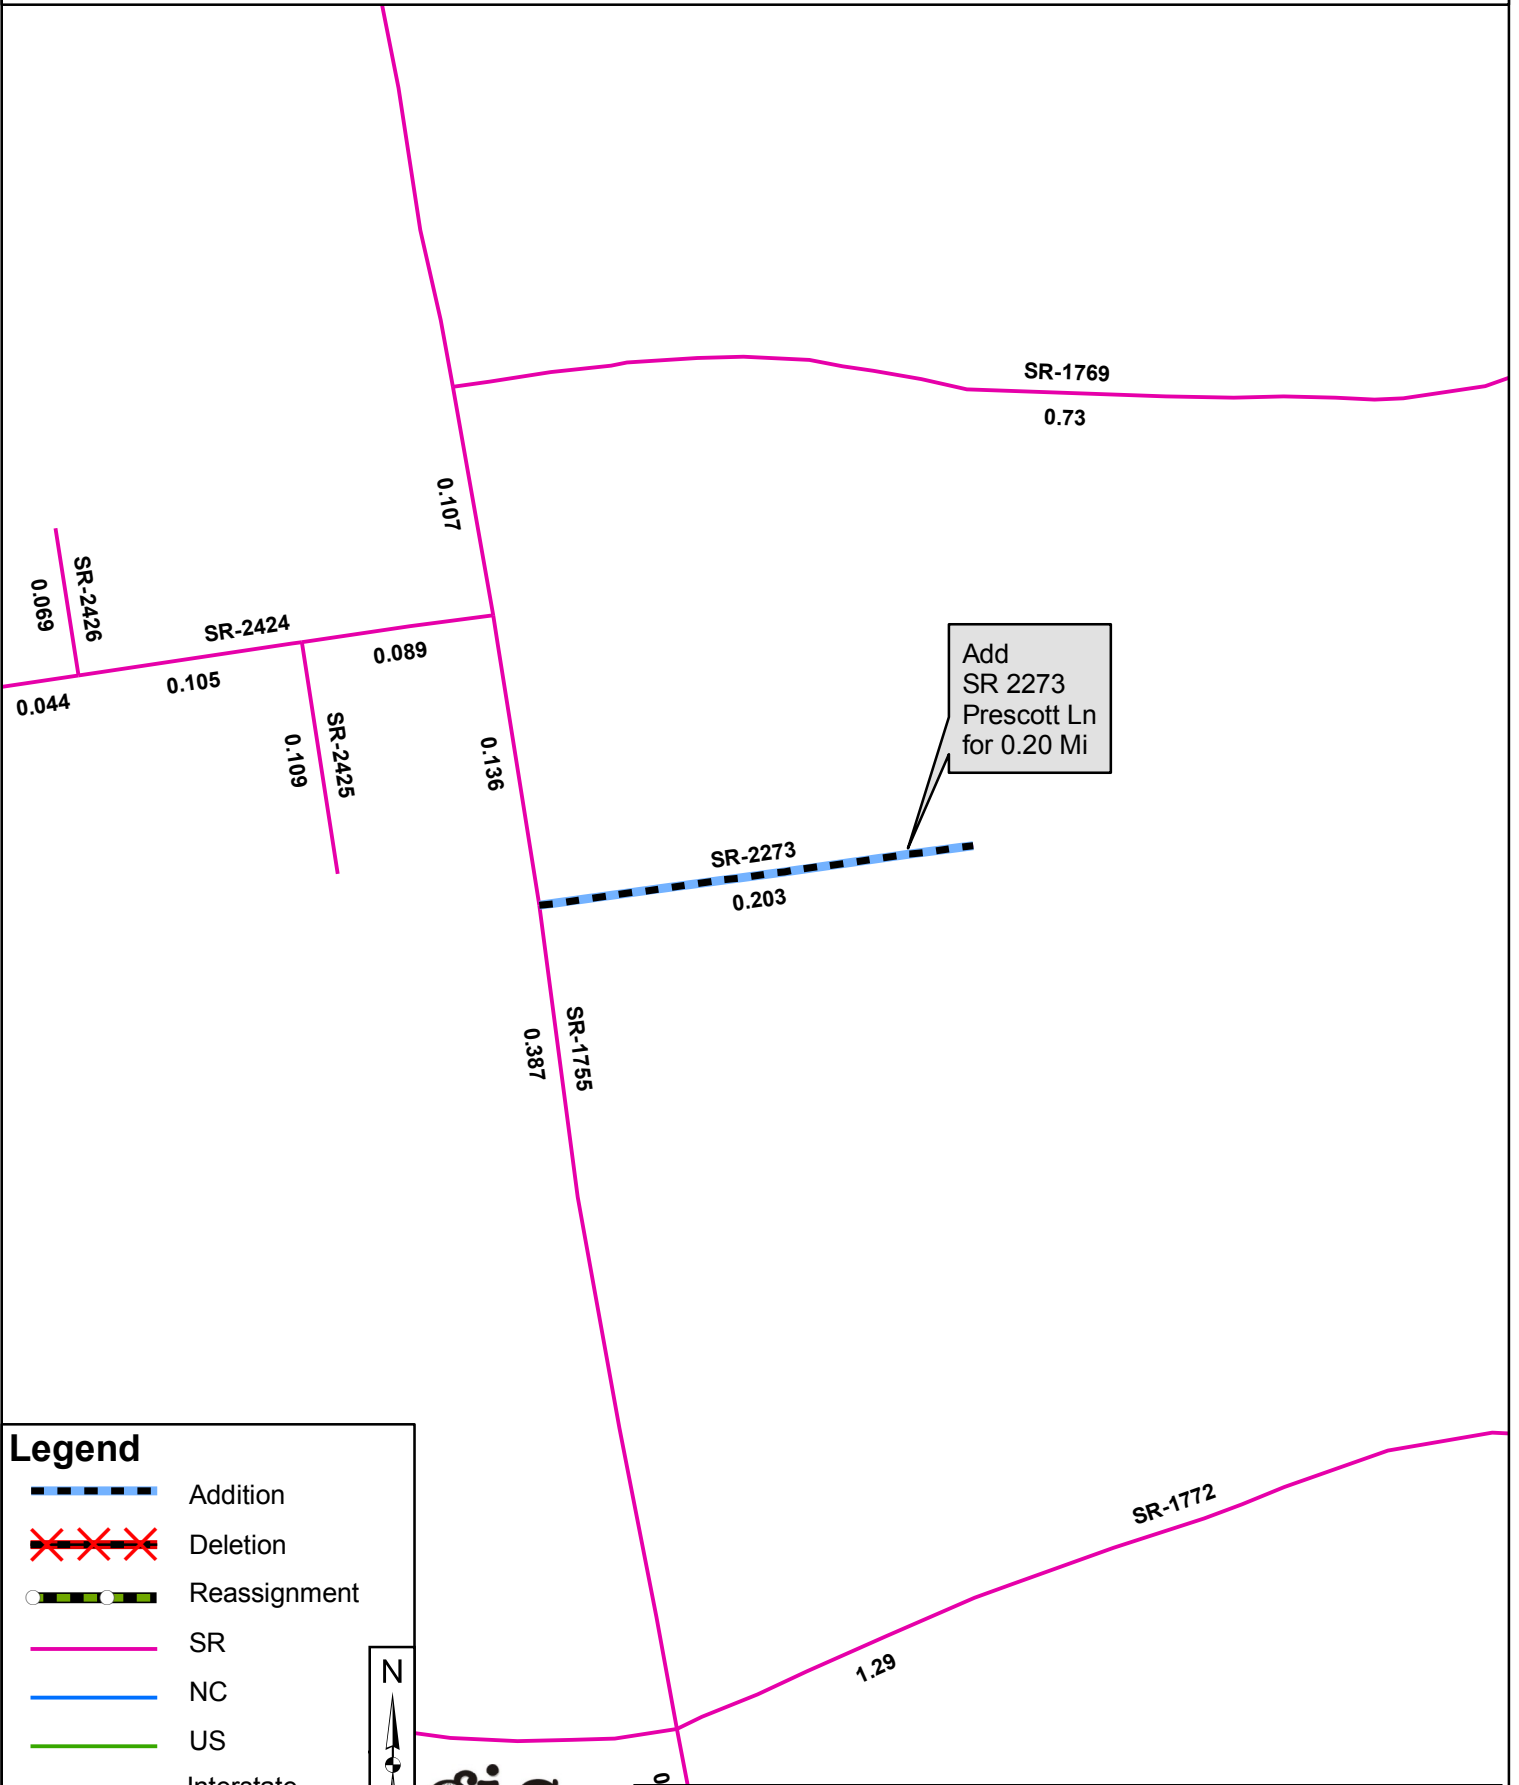 SR-1769
0.73
0.107
SR-2426
0.069
SR-2424
0.089
0.105
0.044
SR-2425
0.109
0.136
Add
SR 2273
Prescott Ln
for 0.20 Mi
SR-2273
0.203
SR-1755
0.387
SR-1772
1.29
Legend
Addition
Deletion
Reassignment
SR
NC
US
Interstate
N
0